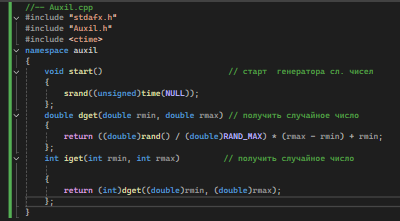 //-- Auxil.cpp
#include "stdafx.h"
#include "Auxil.h"
#include <ctime>
namespace auxil
{
void start() // старт генератора сл. чисел
{
srand((unsigned)time(NULL));
};
double dget(double rmin, double rmax) // получить случайное число
{
return ((double)rand() / (double)RAND_MAX) * (rmax - rmin) + rmin;
};
int iget(int rmin, int rmax) // получить случайное число
{
return (int)dget((double)rmin, (double)rmax);
};
}